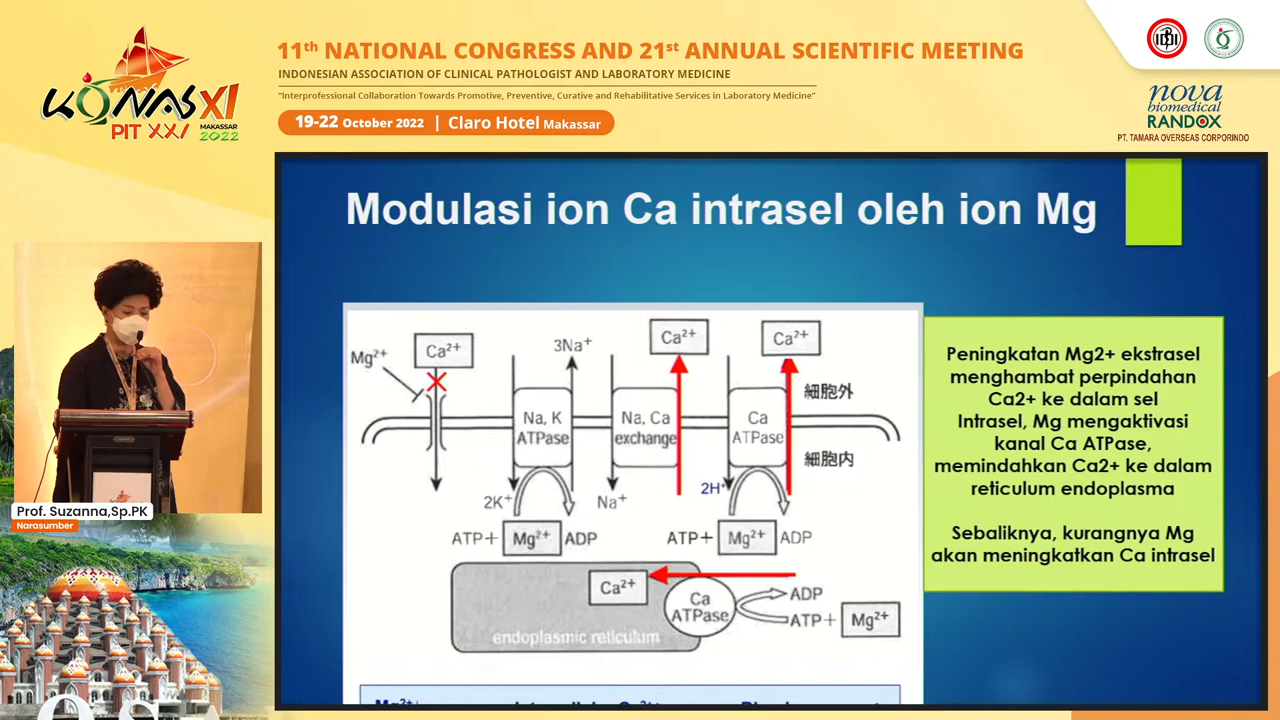 11th NATIONAL CONGRESS AND 21st ANNUAL SCIENTIFIC MEETING
INDONESIAN ASSOCIATION OF CLINICAL PATHOLOGIST AND LABORATORY MEDICINE
"Interprofessional Collaboration Towards Promotive, Preventive, Curative and Rehabilitative Services in Laboratory Medicine"
19-22 October 2022 | Claro Hotel Makassar
KONAS XI
PIT XXI
MAKASSAR
2022
nova
biomedical
RANDOX
PT. TAMARA OVERSEAS CORPORINDO
Modulasi ion Ca intrasel oleh ion Mg
Mg²⁺
Ca²⁺
3Na⁺
Ca²⁺
Ca²⁺
細胞外
Na, K
ATPase
Na, Ca
exchange
Ca
ATPase
細胞内
2K⁺
Na⁺
2H⁺
ATP+ Mg²⁺ ADP
ATP+ Mg²⁺ ADP
Ca²⁺
Ca
ATPase
ADP
ATP+ Mg²⁺
endoplasmic reticulum
Peningkatan Mg2+ ekstrasel
menghambat perpindahan
Ca2+ ke dalam sel
Intrasel, Mg mengaktivasi
kanal Ca ATPase,
memindahkan Ca2+ ke dalam
reticulum endoplasma
Sebaliknya, kurangnya Mg
akan meningkatkan Ca intrasel
Prof. Suzanna,Sp.PK
Narasumber